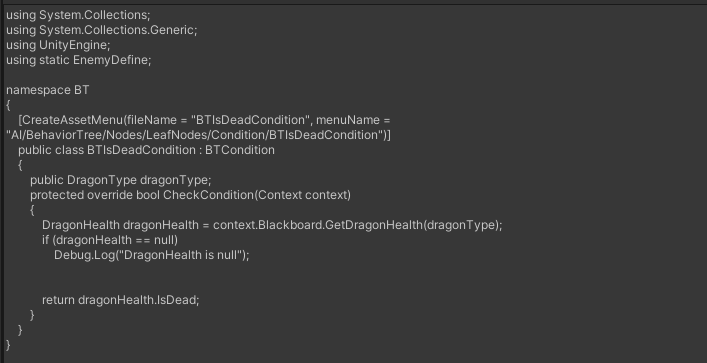 using System.Collections;
using System.Collections.Generic;
using UnityEngine;
using static EnemyDefine;

namespace BT
{
    [CreateAssetMenu(fileName = "BTIsDeadCondition", menuName =
"AI/BehaviorTree/Nodes/LeafNodes/Condition/BTIsDeadCondition")]
    public class BTIsDeadCondition : BTCondition
    {
        public DragonType dragonType;
        protected override bool CheckCondition(Context context)
        {
            DragonHealth dragonHealth = context.Blackboard.GetDragonHealth(dragonType);
            if (dragonHealth == null)
                Debug.Log("DragonHealth is null");


            return dragonHealth.IsDead;
        }
    }
}